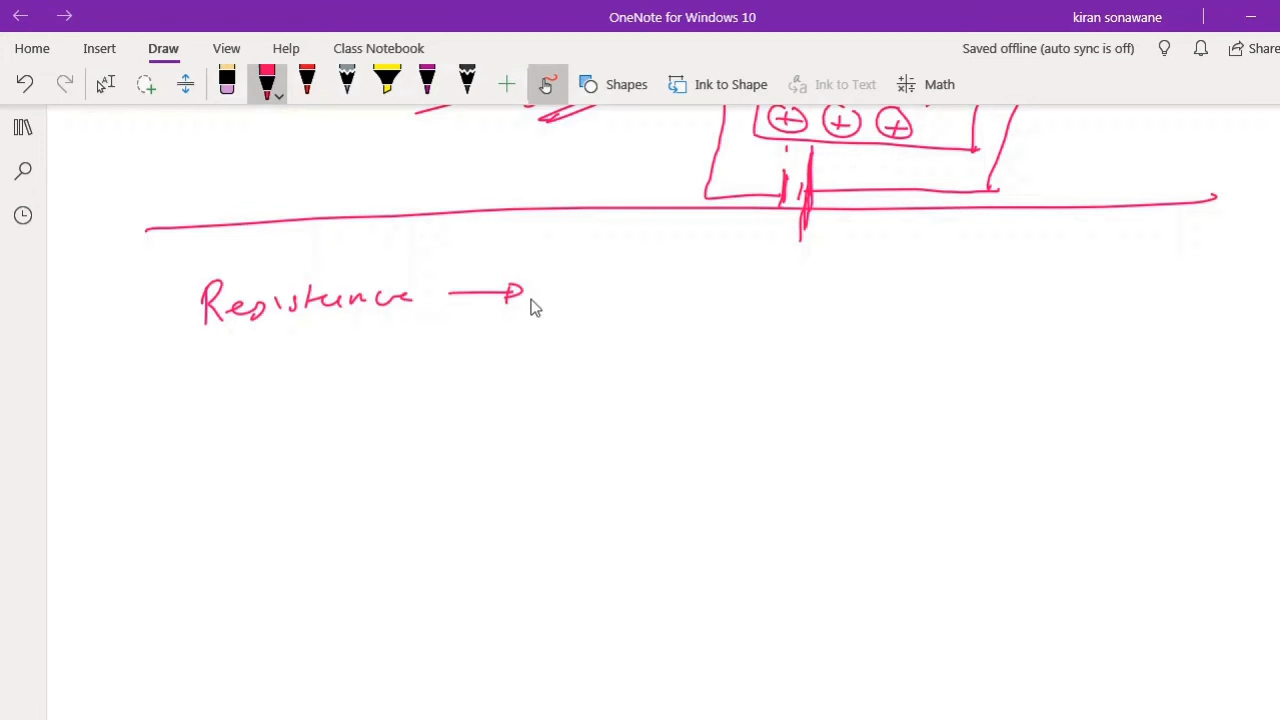 OneNote for Windows 10
kiran sonawane
Home Insert Draw View Help Class Notebook
Saved offline (auto sync is off)
Share
Shapes
Ink to Shape
Ink to Text
Math
Resistance